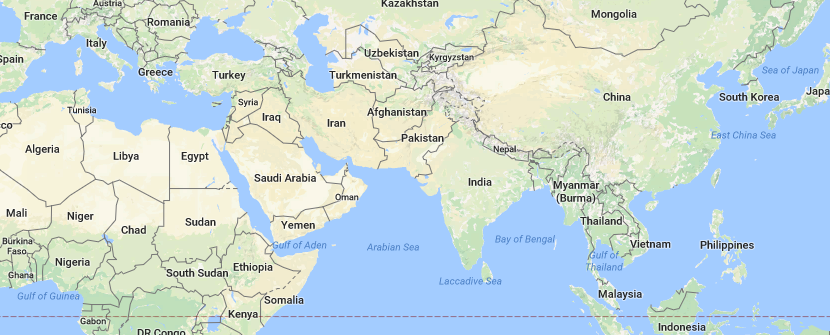 Austria
Kazakhstan
France
Mongolia
Romania
Italy
Uzbekistan
Kyrgyzstan
Spain
Greece
Turkey
Turkmenistan
Sea of Japan
Japa
China
South Korea
Syria
Tunisia
Afghanistan
Iraq
Iran
cco
East China Sea
Pakistan
Algeria
Libya
Egypt
Nepal
Saudi Arabia
India
Myanmar
(Burma)
Oman
Mali
Niger
Chad
Sudan
Yemen
Thailand
Burkina
Faso
Gulf of Aden
Arabian Sea
Bay of Bengal
Vietnam
Philippines
Nigeria
Ghana
South Sudan
Ethiopia
Gulf of
Thailand
Laccadive Sea
Gulf of Guinea
Somalia
Malaysia
Kenya
Gabon
DR Congo
Indonesia